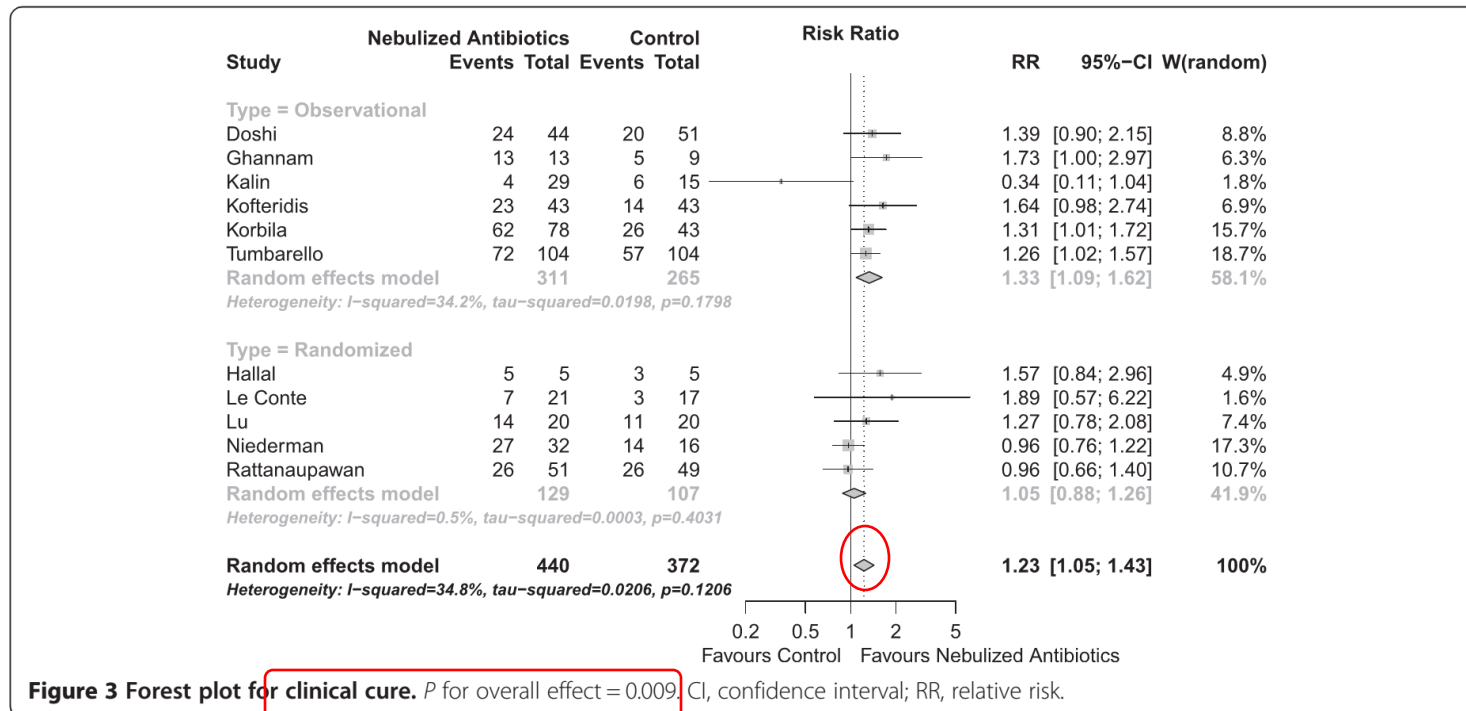 Nebulized Antibiotics Control Risk Ratio
Study Events Total Events Total RR 95%−CI W(random)
Type = Observational
Doshi 24 44 20 51 1.39 [0.90; 2.15] 8.8%
Ghannam 13 13 5 9 1.73 [1.00; 2.97] 6.3%
Kalin 4 29 6 15 0.34 [0.11; 1.04] 1.8%
Kofteridis 23 43 14 43 1.64 [0.98; 2.74] 6.9%
Korbila 62 78 26 43 1.31 [1.01; 1.72] 15.7%
Tumbarello 72 104 57 104 1.26 [1.02; 1.57] 18.7%
Random effects model 311 265 1.33 [1.09; 1.62] 58.1%
Heterogeneity: I−squared=34.2%, tau−squared=0.0198, p=0.1798
Type = Randomized
Hallal 5 5 3 5 1.57 [0.84; 2.96] 4.9%
Le Conte 7 21 3 17 1.89 [0.57; 6.22] 1.6%
Lu 14 20 11 20 1.27 [0.78; 2.08] 7.4%
Niederman 27 32 14 16 0.96 [0.76; 1.22] 17.3%
Rattanaupawan 26 51 26 49 0.96 [0.66; 1.40] 10.7%
Random effects model 129 107 1.05 [0.88; 1.26] 41.9%
Heterogeneity: I−squared=0.5%, tau−squared=0.0003, p=0.4031
Random effects model 440 372 1.23 [1.05; 1.43] 100%
Heterogeneity: I−squared=34.8%, tau−squared=0.0206, p=0.1206
0.2 0.5 1 2 5
Favours Control Favours Nebulized Antibiotics
Figure 3 Forest plot for clinical cure. P for overall effect = 0.009. CI, confidence interval; RR, relative risk.